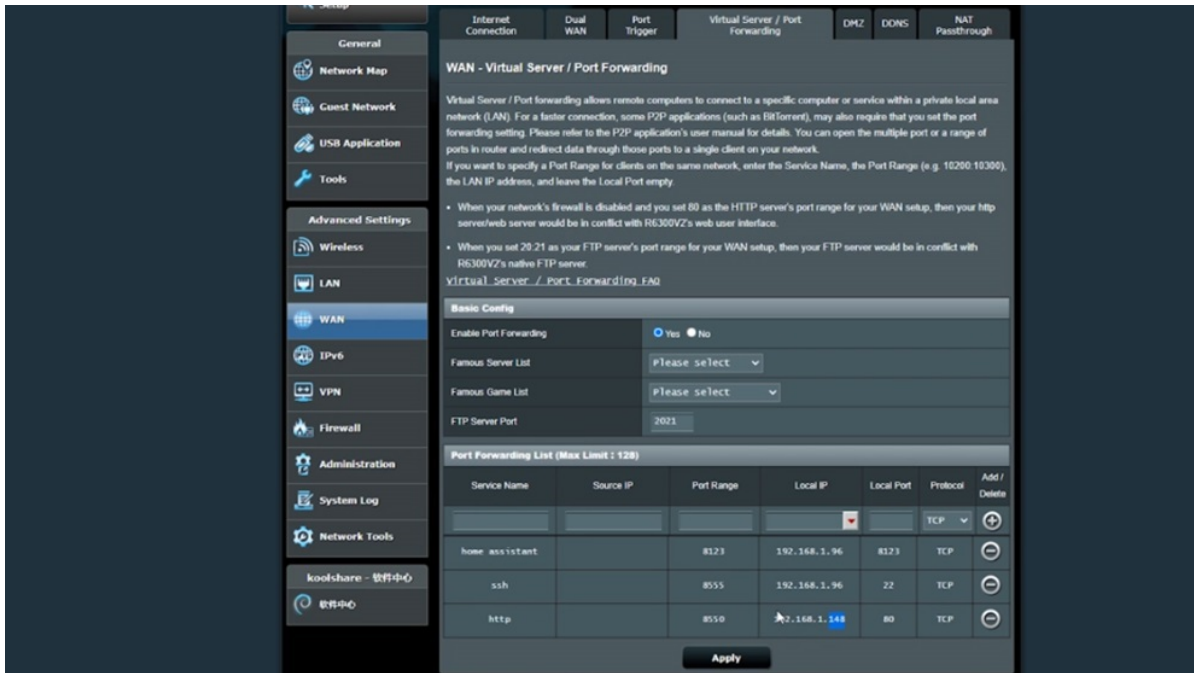 Setup
General
Network Map
Guest Network
USB Application
Tools
Advanced Settings
Wireless
LAN
WAN
IPv6
VPN
Firewall
Administration
System Log
Network Tools
koolshare - 软件中心
软件中心
Internet Connection
Dual WAN
Port Trigger
Virtual Server / Port Forwarding
DMZ
DDNS
NAT Passthrough
WAN - Virtual Server / Port Forwarding
Virtual Server / Port forwarding allows remote computers to connect to a specific computer or service within a private local area
network (LAN). For a faster connection, some P2P applications (such as BitTorrent), may also require that you set the port
forwarding setting. Please refer to the P2P application's user manual for details. You can open the multiple port or a range of
ports in router and redirect data through those ports to a single client on your network.
If you want to specify a Port Range for clients on the same network, enter the Service Name, the Port Range (e.g. 10200:10300),
the LAN IP address, and leave the Local Port empty.
• When your network's firewall is disabled and you set 80 as the HTTP server's port range for your WAN setup, then your http
server/web server would be in conflict with R6300V2's web user interface.
• When you set 20:21 as your FTP server's port range for your WAN setup, then your FTP server would be in conflict with
R6300V2's native FTP server.
Virtual Server / Port Forwarding FAQ
Basic Config
Enable Port Forwarding Yes No
Famous Server List Please select
Famous Game List Please select
FTP Server Port 2021
Port Forwarding List (Max Limit : 128)
Service Name Source IP Port Range Local IP Local Port Protocol Add / Delete
TCP
home assistant 8123 192.168.1.96 8123 TCP
ssh 8555 192.168.1.96 22 TCP
http 8550 192.168.1.148 80 TCP
Apply